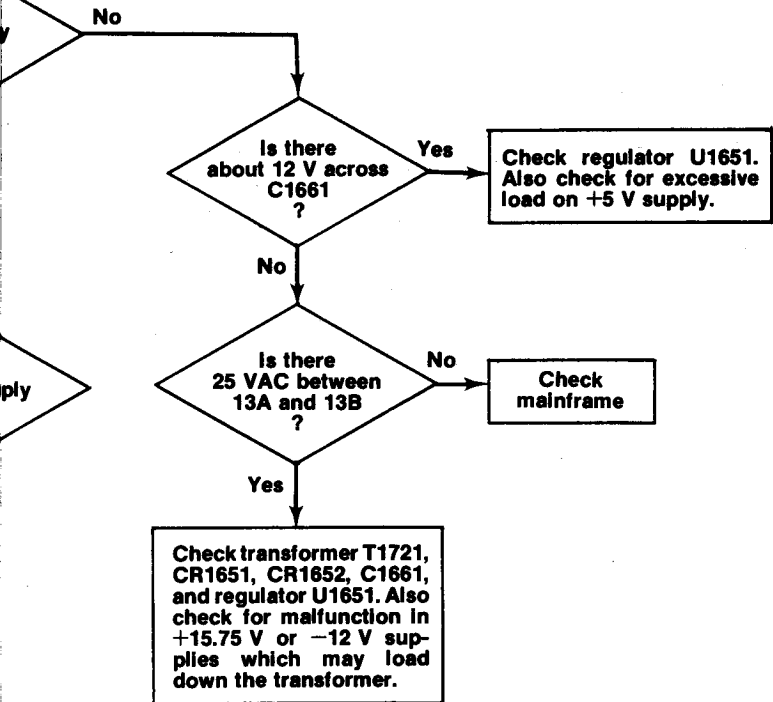 No
Is there
about 12 V across
C1661
?
Yes
Check regulator U1651.
Also check for excessive
load on +5 V supply.
No
Is there
25 VAC between
13A and 13B
?
No
Check
mainframe
Yes
Check transformer T1721,
CR1651, CR1652, C1661,
and regulator U1651. Also
check for malfunction in
+15.75 V or −12 V sup-
plies which may load
down the transformer.